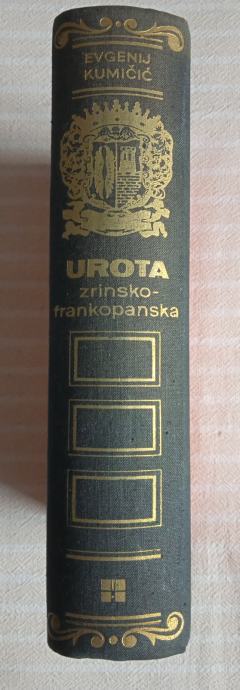 EVGENIJ
KUMIČIĆ
UROTA
zrinsko-
frankopanska